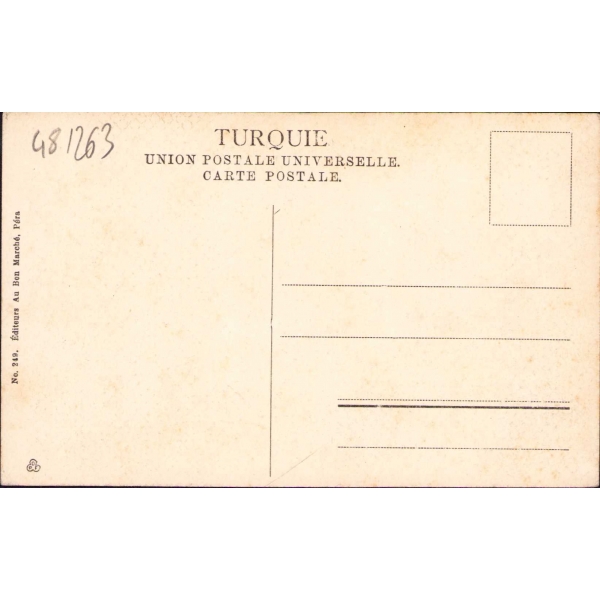 481263
TURQUIE
UNION POSTALE UNIVERSELLE.
CARTE POSTALE.
No. 249. Éditeurs Au Bon Marché, Péra